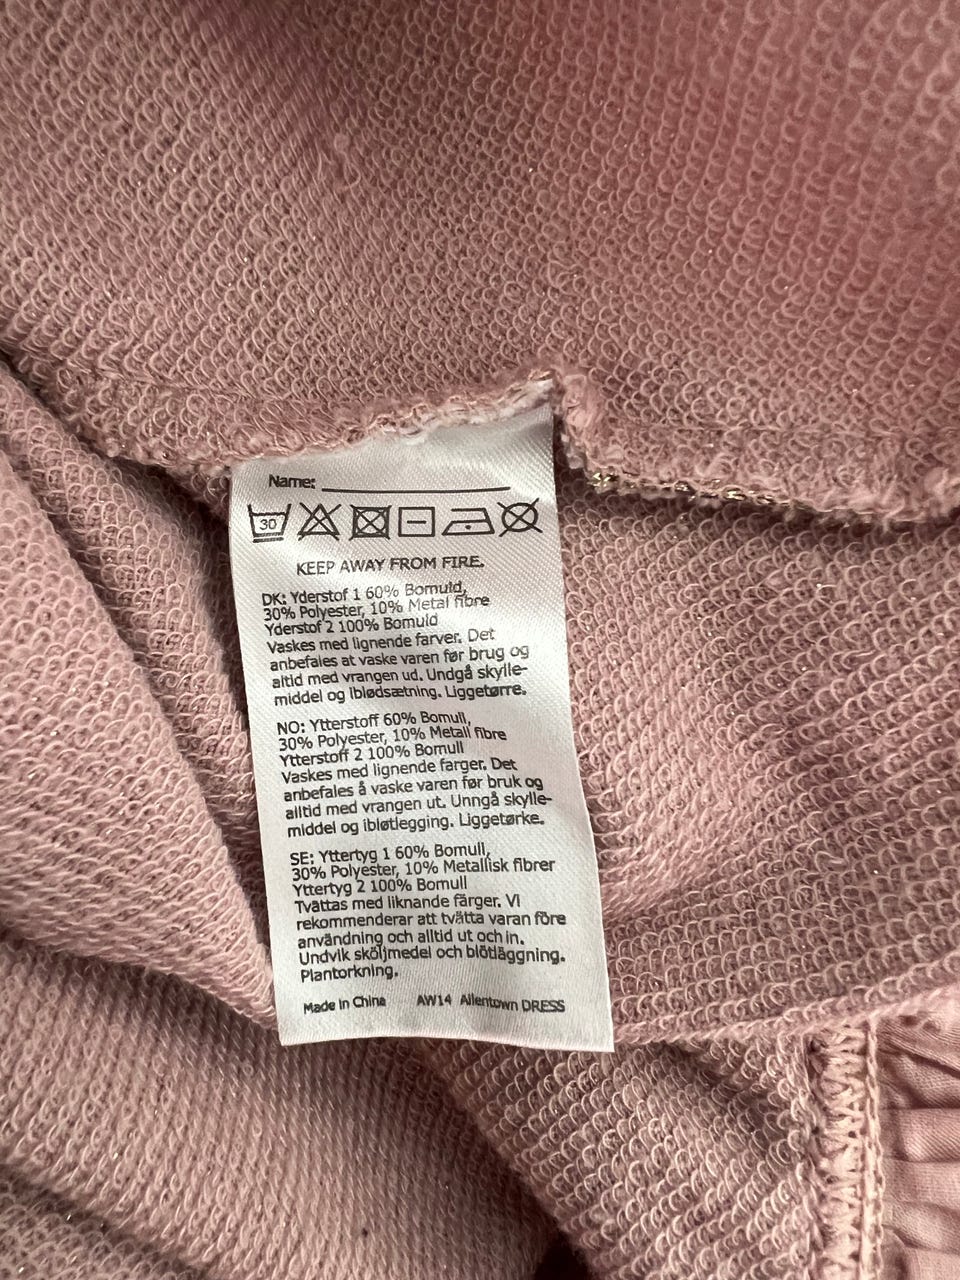 Name:
30
KEEP AWAY FROM FIRE.
DK: Yderstof 1 60% Bomuld,
30% Polyester, 10% Metal fibre
Yderstof 2 100% Bomuld
Vaskes med lignende farver. Det
anbefales at vaske varen før brug og
altid med vrangen ud. Undgå skylle-
middel og iblødsætning. Liggetørre.
NO: Ytterstoff 60% Bomull,
30% Polyester, 10% Metall fibre
Ytterstoff 2 100% Bomull
Vaskes med lignende farger. Det
anbefales å vaske varen før bruk og
alltid med vrangen ut. Unngå skylle-
middel og ibløtlegging. Liggetørke.
SE: Yttertyg 1 60% Bomull,
30% Polyester, 10% Metallisk fibrer
Yttertyg 2 100% Bomull
Tvättas med liknande färger. VI
rekommenderar att tvätta varan före
användning och alltid ut och in.
Undvik sköljmedel och blötläggning.
Plantorkning.
Made in China AW14 Allentown DRESS